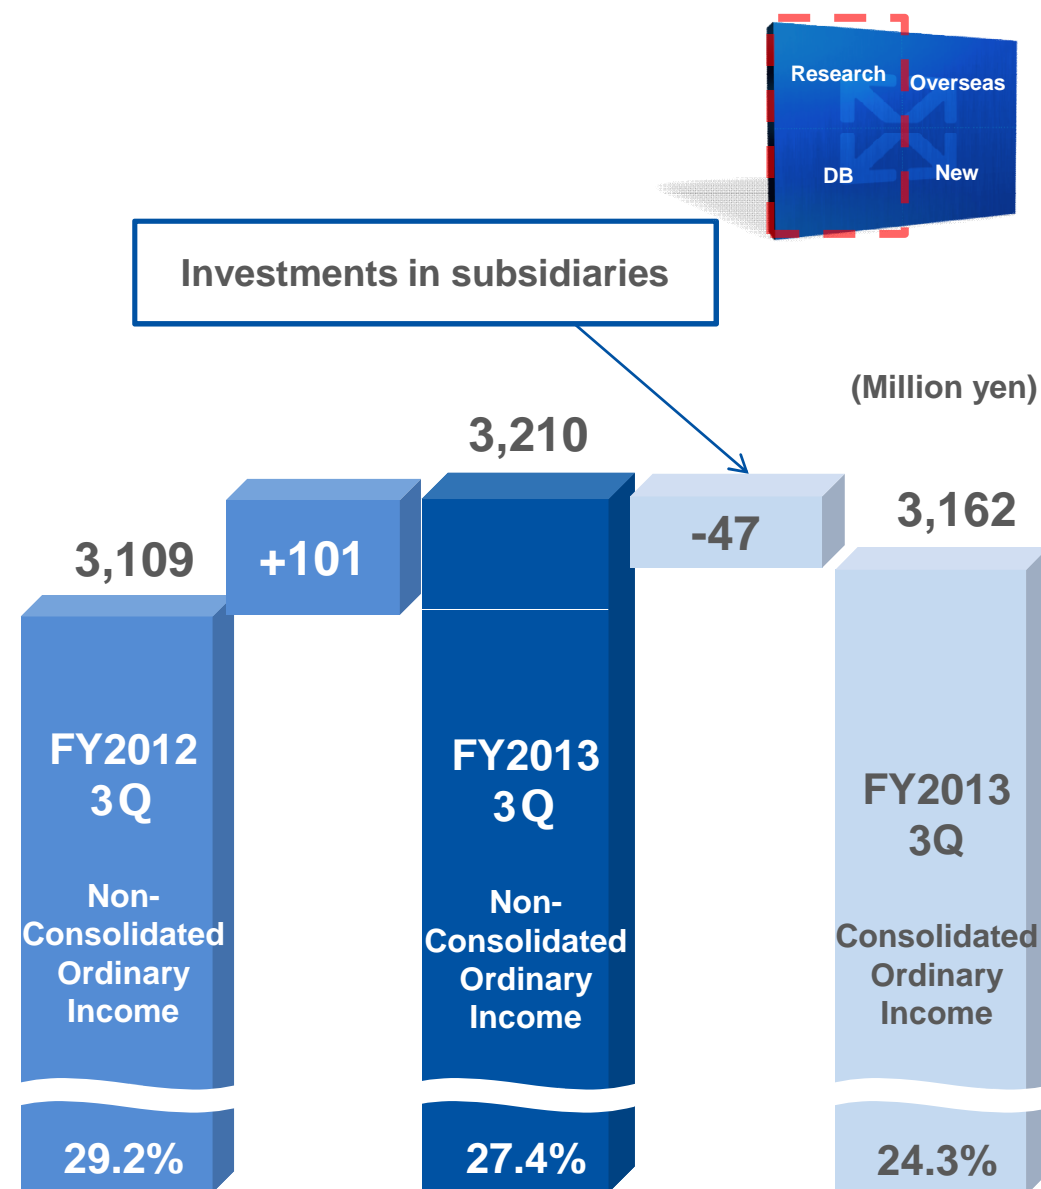 Research
Overseas
DB
New
Investments in subsidiaries
(Million yen)
3,109
+101
3,210
-47
3,162
FY2012
3Q
Non-
Consolidated
Ordinary
Income
29.2%
FY2013
3Q
Non-
Consolidated
Ordinary
Income
27.4%
FY2013
3Q
Consolidated
Ordinary
Income
24.3%